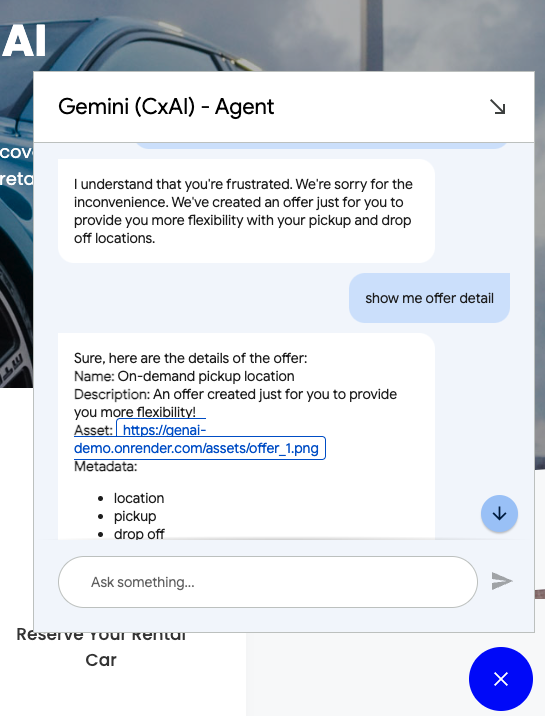 AI
Gemini (CxAI) - Agent
I understand that you're frustrated. We're sorry for the
inconvenience. We've created an offer just for you to
provide you more flexibility with your pickup and drop
off locations.
show me offer detail
Sure, here are the details of the offer:
Name: On-demand pickup location
Description: An offer created just for you to provide
you more flexibility!
Asset: https://genai-
demo.onrender.com/assets/offer_1.png
Metadata:
• location
• pickup
• drop off
Ask something...
Reserve Your Rental
Car